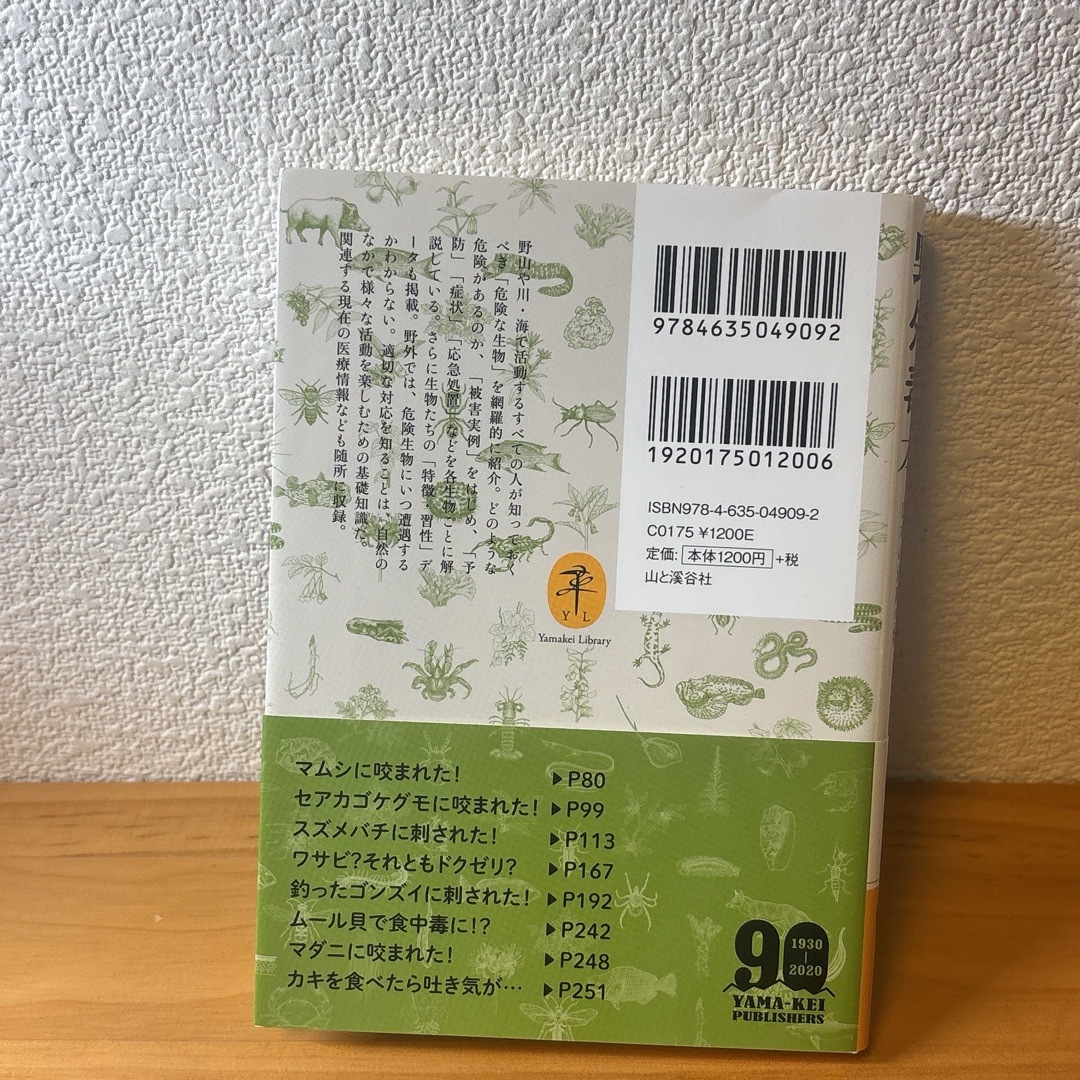 野山や川・海で活動するすべての人が知っておく
べき「危険な生物」を網羅的に紹介。どのような
危険があるのか、「被害実例」をはじめ、「予
防」「症状」「応急処置」などを各生物ごとに解
説している。さらに生物たちの「特徴・習性」デ
ータも掲載。野外では、危険生物にいつ遭遇する
かわからない。適切な対応を知ることは、自然の
なかで様々な活動を楽しむための基礎知識だ。
関連する現在の医療情報なども随所に収録。
9784635049092
1920175012006
ISBN978-4-635-04909-2
C0175 ¥1200E
定価:本体1200円+税
山と溪谷社
Y L
Yamakei Library
マムシに咬まれた! ▶P80
セアカゴケグモに咬まれた! ▶P99
スズメバチに刺された! ▶P113
ワサビ?それともドクゼリ? ▶P167
釣ったゴンズイに刺された! ▶P192
ムール貝で食中毒に!? ▶P242
マダニに咬まれた! ▶P248
カキを食べたら吐き気が… ▶P251
90
1930
2020
YAMA-KEI
PUBLISHERS